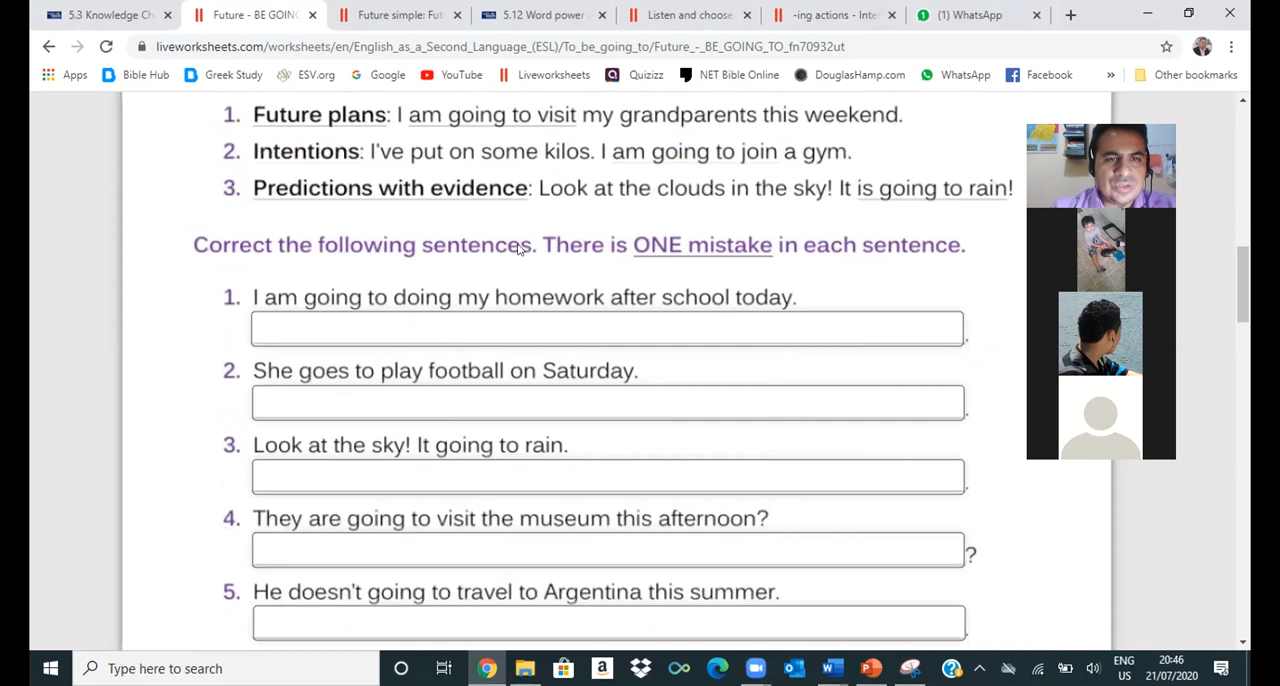 5.3 Knowledge Ch
Future - BE GOIN
Future simple: Fut
5.12 Word power
Listen and choose
-ing actions - Inte
(1) WhatsApp
liveworksheets.com/worksheets/en/English_as_a_Second_Language_(ESL)/To_be_going_to/Future_-_BE_GOING_TO_fn70932ut
Apps Bible Hub Greek Study ESV.org Google YouTube Liveworksheets Quizizz NET Bible Online DouglasHamp.com WhatsApp Facebook » Other bookmarks
1. Future plans: I am going to visit my grandparents this weekend.
2. Intentions: I've put on some kilos. I am going to join a gym.
3. Predictions with evidence: Look at the clouds in the sky! It is going to rain!
Correct the following sentences. There is ONE mistake in each sentence.
1. I am going to doing my homework after school today.
.
2. She goes to play football on Saturday.
.
3. Look at the sky! It going to rain.
.
4. They are going to visit the museum this afternoon?
?
5. He doesn't going to travel to Argentina this summer.
.
Type here to search
ENG
US
20:46
21/07/2020